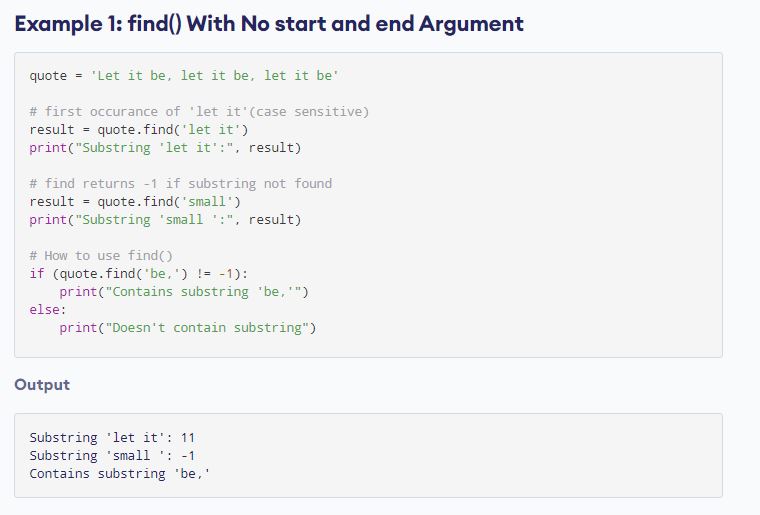 Example 1: find() With No start and end Argument
quote = 'Let it be, let it be, let it be'
# first occurance of 'let it'(case sensitive)
result = quote.find('let it')
print("Substring 'let it':", result)
# find returns -1 if substring not found
result = quote.find('small')
print("Substring 'small ':", result)
# How to use find()
if (quote.find('be,') != -1):
    print("Contains substring 'be,'")
else:
    print("Doesn't contain substring")
Output
Substring 'let it': 11
Substring 'small ': -1
Contains substring 'be,'